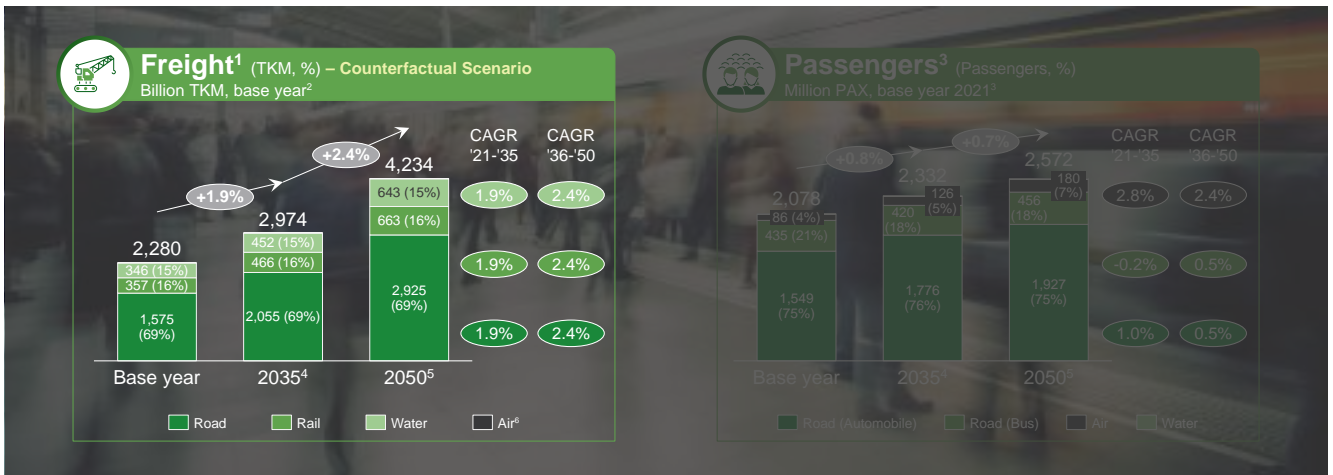 Freight¹ (TKM, %) – Counterfactual Scenario
Billion TKM, base year²
CAGR '21-'35
CAGR '36-'50
+1.9%
+2.4%
2,280
2,974
4,234
346 (15%)
357 (16%)
1,575 (69%)
452 (15%)
466 (16%)
2,055 (69%)
643 (15%)
663 (16%)
2,925 (69%)
1.9% 2.4%
1.9% 2.4%
1.9% 2.4%
Base year 2035⁴ 2050⁵
Road Rail Water Air⁶
Passengers³ (Passengers, %)
Million PAX, base year 2021³
CAGR '21-'35
CAGR '36-'50
+0.8%
+0.7%
2,078
2,332
2,572
86 (4%)
435 (21%)
1,549 (75%)
126 (5%)
420 (18%)
1,776 (76%)
180 (7%)
456 (18%)
1,927 (75%)
2.8% 2.4%
-0.2% 0.5%
1.0% 0.5%
Base year 2035⁴ 2050⁵
Road (Automobile) Road (Bus) Air Water